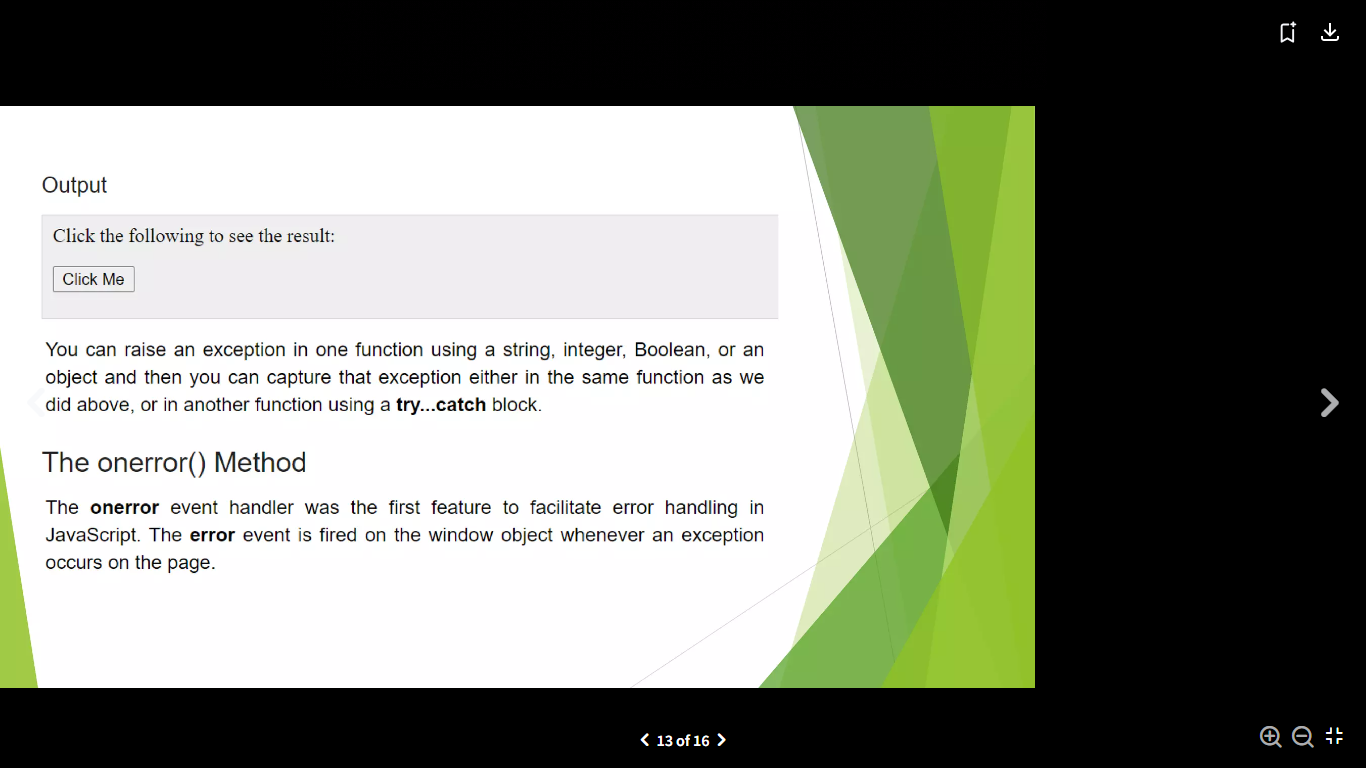 Output
Click the following to see the result:
Click Me
You can raise an exception in one function using a string, integer, Boolean, or an
object and then you can capture that exception either in the same function as we
did above, or in another function using a try...catch block.
The onerror() Method
The onerror event handler was the first feature to facilitate error handling in
JavaScript. The error event is fired on the window object whenever an exception
occurs on the page.
13 of 16